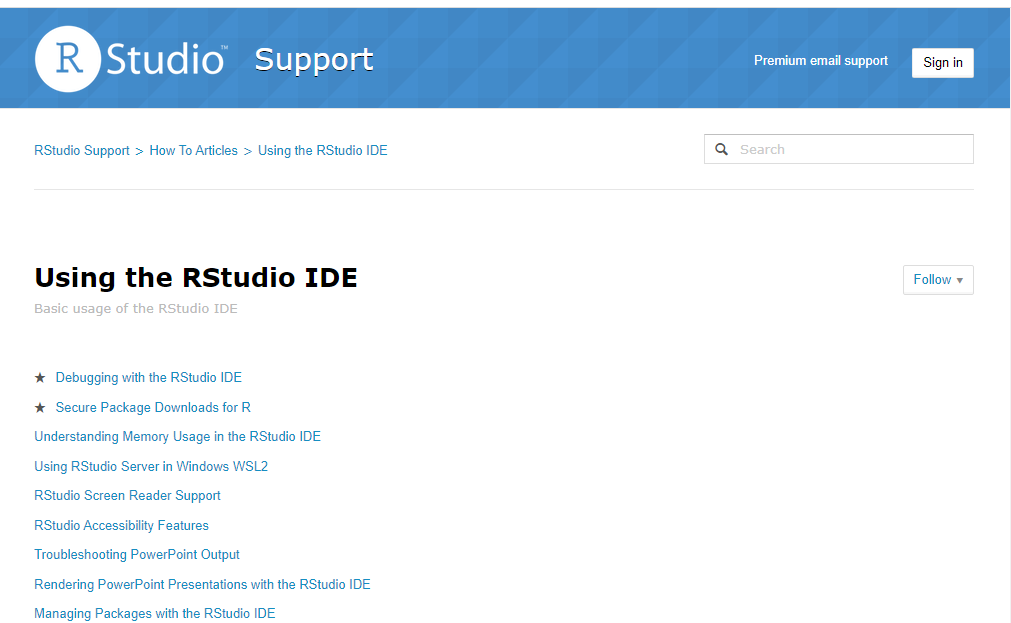 R Studio™ Support
Premium email support
Sign in
RStudio Support > How To Articles > Using the RStudio IDE
Search
Using the RStudio IDE
Follow ▾
Basic usage of the RStudio IDE
★ Debugging with the RStudio IDE
★ Secure Package Downloads for R
Understanding Memory Usage in the RStudio IDE
Using RStudio Server in Windows WSL2
RStudio Screen Reader Support
RStudio Accessibility Features
Troubleshooting PowerPoint Output
Rendering PowerPoint Presentations with the RStudio IDE
Managing Packages with the RStudio IDE